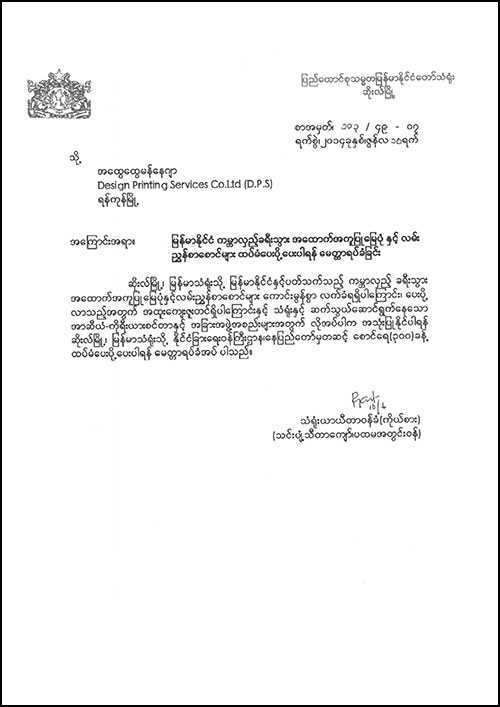 ပြည်ထောင်စုသမ္မတမြန်မာနိုင်ငံတော်သံရုံး
ဆိုးလ်မြို့
စာအမှတ်၊ ၁၀၃ / ၄၉ - ၀၇
ရက်စွဲ၊၂၀၁၄ခုနှစ်၊ဇွန်လ ရက်
သို့
အထွေထွေမန်နေဂျာ
Design Printing Services Co.Ltd (D.P.S)
ရန်ကုန်မြို့
အကြောင်းအရာ။ မြန်မာနိုင်ငံ ကမ္ဘာလှည့်ခရီးသွား အထောက်အကူပြုမြေပုံ နှင့် လမ်း
ညွှန်စာစောင်များ ထပ်မံပေးပို့ပေးပါရန် မေတ္တာရပ်ခံခြင်း
ဆိုးလ်မြို့၊ မြန်မာသံရုံးသို့ မြန်မာနိုင်ငံနှင့်ပတ်သက်သည့် ကမ္ဘာလှည့် ခရီးသွား
အထောက်အကူပြုမြေပုံနှင့်လမ်းညွှန်စာစောင်များ ကောင်းမွန်စွာ လက်ခံရရှိပါကြောင်း၊ ပေးပို့
လာသည့်အတွက် အထူးကျေးဇူးတင်ရှိပါကြောင်းနှင့် သံရုံးနှင့် ဆက်သွယ်ဆောင်ရွက်နေသော
အာဆီယံ-ကိုရီးယားစင်တာနှင့် အခြားအဖွဲ့အစည်းများအတွက် လိုအပ်ပါက အသုံးပြုနိုင်ပါရန်
ဆိုးလ်မြို့၊ မြန်မာသံရုံးသို့ နိုင်ငံခြားရေးဝန်ကြီးဌာန၊နေပြည်တော်မှတဆင့် စောင်ရေ(၃၀၀)ခန့်
ထပ်မံပေးပို့ပေးပါရန် မေတ္တာရပ်ခံအပ် ပါသည်။
သံရုံးယာယီတာဝန်ခံ(ကိုယ်စား)
(သင်းပျံ့သီတာကျော်၊ပထမအတွင်းဝန်)